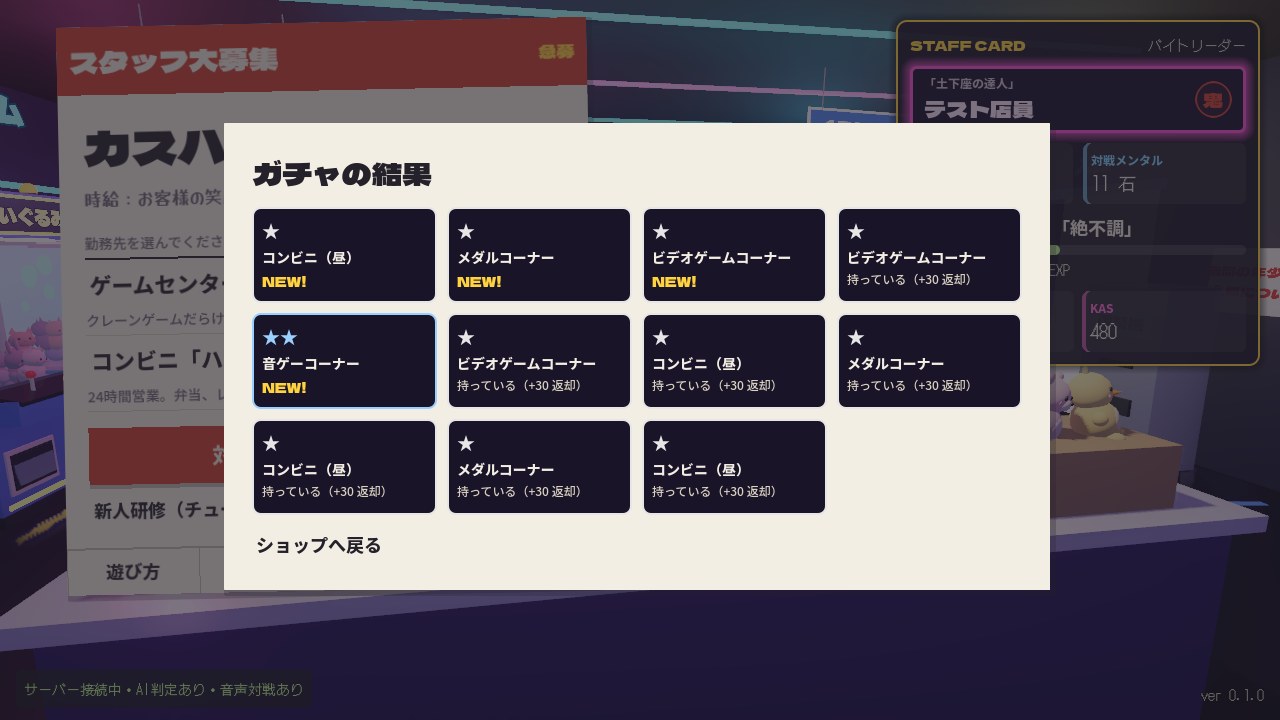 スタッフ大募集
急募
カスハ
時給：お客様の笑
勤務先を選んでくださ
ゲームセンタ
クレーンゲームだらけ
コンビニ「ハ
24時間営業。弁当、レ
対
新人研修（チュー
遊び方
いぐるみ
ム
STAFF CARD
バイトリーダー
「土下座の達人」
テスト店員
対戦メンタル
11 石
「絶不調」
EXP
KAS
480
ガチャの結果
★
コンビニ（昼）
NEW!
★
メダルコーナー
NEW!
★
ビデオゲームコーナー
NEW!
★
ビデオゲームコーナー
持っている（+30 返却）
★★
音ゲーコーナー
NEW!
★
ビデオゲームコーナー
持っている（+30 返却）
★
コンビニ（昼）
持っている（+30 返却）
★
メダルコーナー
持っている（+30 返却）
★
コンビニ（昼）
持っている（+30 返却）
★
メダルコーナー
持っている（+30 返却）
★
コンビニ（昼）
持っている（+30 返却）
ショップへ戻る
サーバー接続中・AI判定あり・音声対戦あり
ver 0.1.0